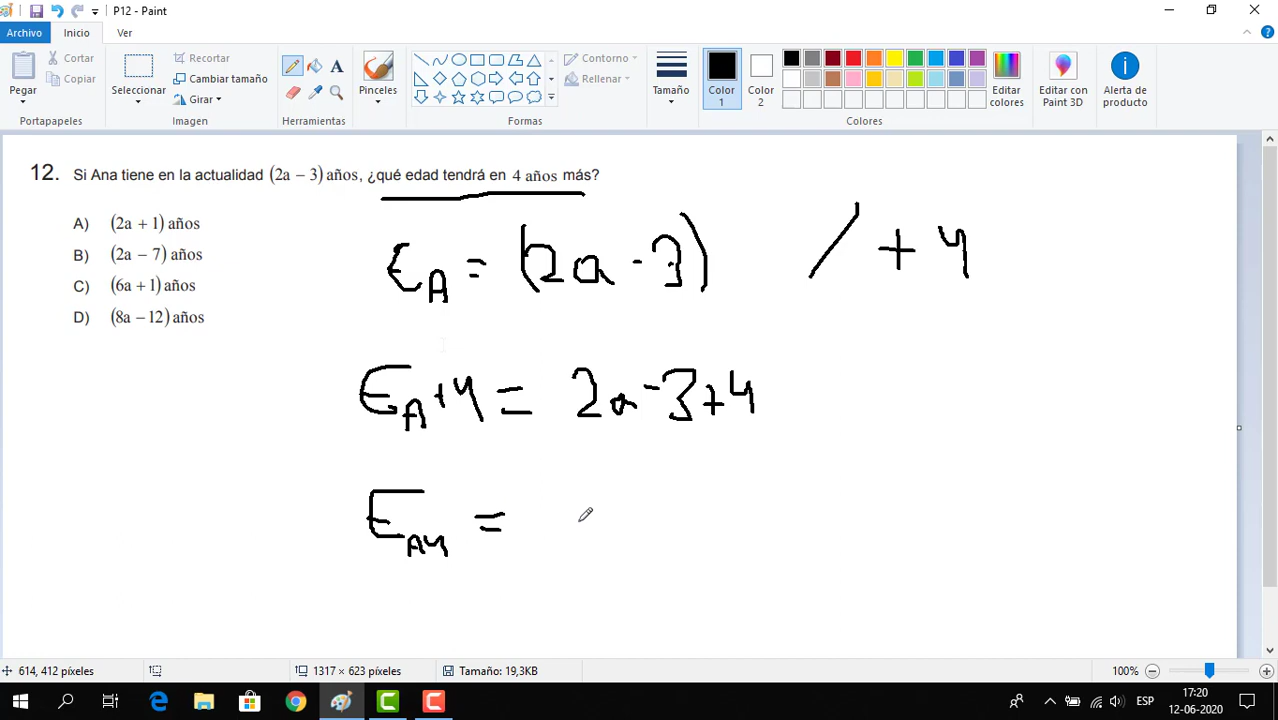 P12 - Paint
Archivo Inicio Ver
Pegar
Cortar
Copiar
Portapapeles
Seleccionar
Recortar
Cambiar tamaño
Girar
Imagen
A
Herramientas
Pinceles
Formas
Contorno
Rellenar
Tamaño
Color 1
Color 2
Colores
Editar colores
Editar con Paint 3D
Alerta de producto
12. Si Ana tiene en la actualidad (2a − 3) años, ¿qué edad tendrá en 4 años más?
A) (2a + 1) años
B) (2a − 7) años
C) (6a + 1) años
D) (8a − 12) años
E_A = (2a - 3) / + 4
E_A + 4 = 2a - 3 + 4
E_A4 =
614, 412 píxeles
1317 × 623 píxeles
Tamaño: 19,3KB
100%
ESP
17:20
12-06-2020